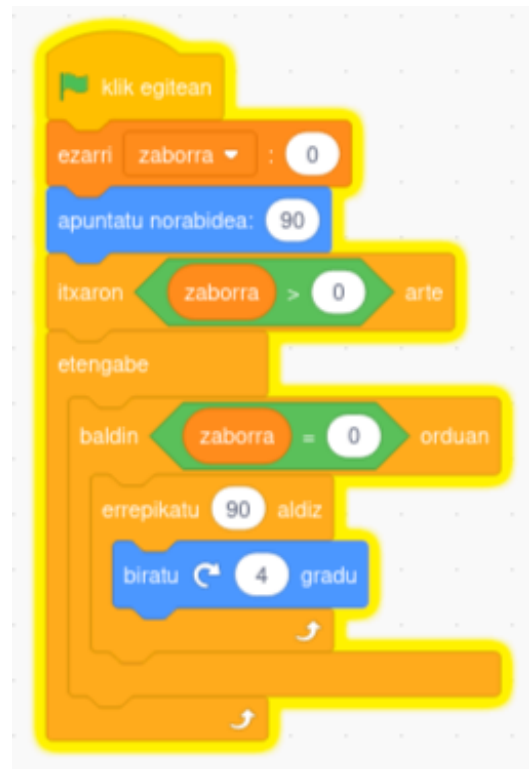 klik egitean
ezarri zaborra : 0
apuntatu norabidea: 90
itxaron zaborra > 0 arte
etengabe
baldin zaborra = 0 orduan
errepikatu 90 aldiz
biratu 4 gradu